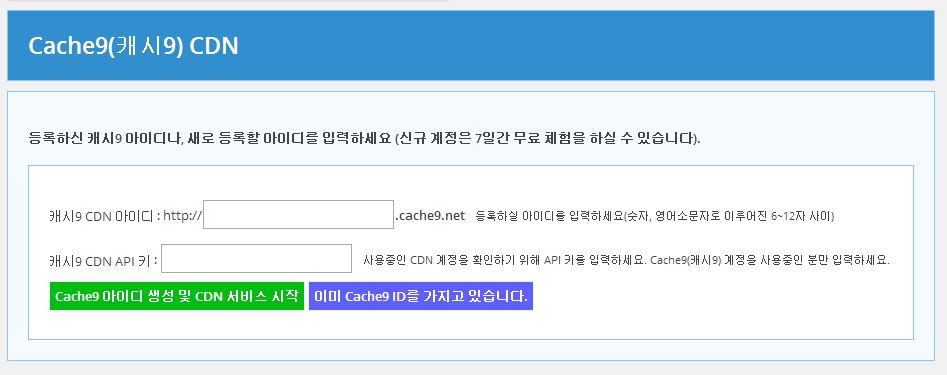 Cache9(캐시9) CDN
등록하신 캐시9 아이디나, 새로 등록할 아이디를 입력하세요 (신규 계정은 7일간 무료 체험을 하실 수 있습니다).
캐시9 CDN 아이디 : http:// .cache9.net 등록하실 아이디를 입력하세요(숫자, 영어소문자로 이루어진 6~12자 사이)
캐시9 CDN API 키 : 사용중인 CDN 계정을 확인하기 위해 API 키를 입력하세요. Cache9(캐시9) 계정을 사용중인 분만 입력하세요.
Cache9 아이디 생성 및 CDN 서비스 시작 이미 Cache9 ID를 가지고 있습니다.